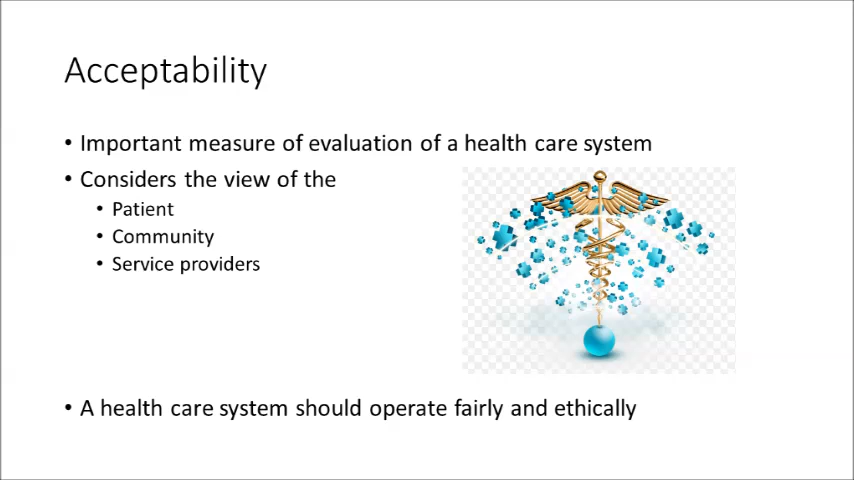 Acceptability
• Important measure of evaluation of a health care system
• Considers the view of the
• Patient
• Community
• Service providers
• A health care system should operate fairly and ethically